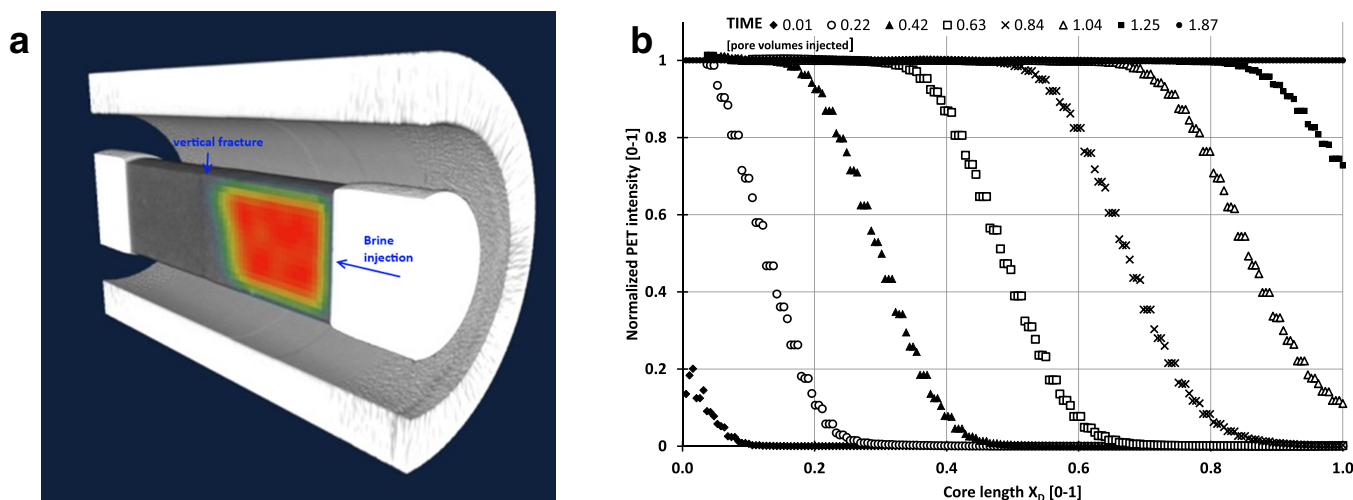 a
vertical fracture
Brine
injection
b
TIME ◆ 0.01 ○ 0.22 ▲ 0.42 □ 0.63 × 0.84 △ 1.04 ■ 1.25 ● 1.87
[pore volumes injected]
Normalized PET intensity [0-1]
1
0.8
0.6
0.4
0.2
0
0.0 0.2 0.4 0.6 0.8 1.0
Core length X_D [0-1]